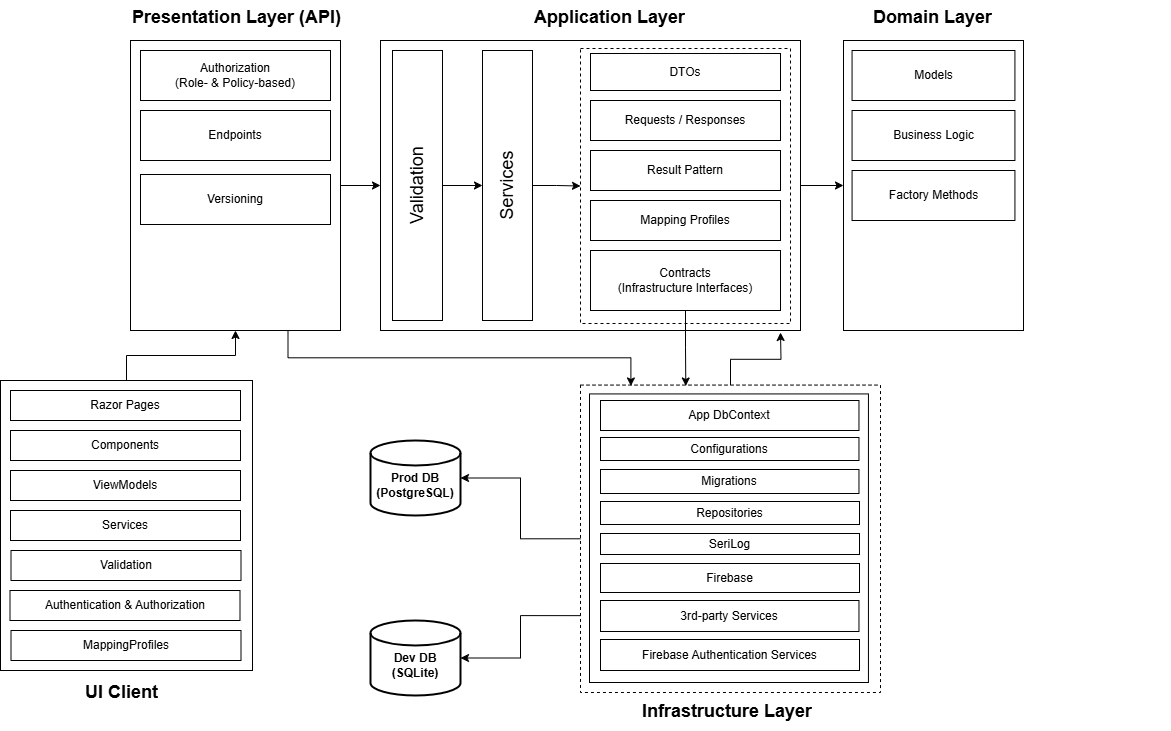 Presentation Layer (API)
Authorization
(Role- & Policy-based)
Endpoints
Versioning
Application Layer
Validation
Services
DTOs
Requests / Responses
Result Pattern
Mapping Profiles
Contracts
(Infrastructure Interfaces)
Domain Layer
Models
Business Logic
Factory Methods
Razor Pages
Components
ViewModels
Services
Validation
Authentication & Authorization
MappingProfiles
UI Client
Prod DB
(PostgreSQL)
Dev DB
(SQLite)
App DbContext
Configurations
Migrations
Repositories
SeriLog
Firebase
3rd-party Services
Firebase Authentication Services
Infrastructure Layer